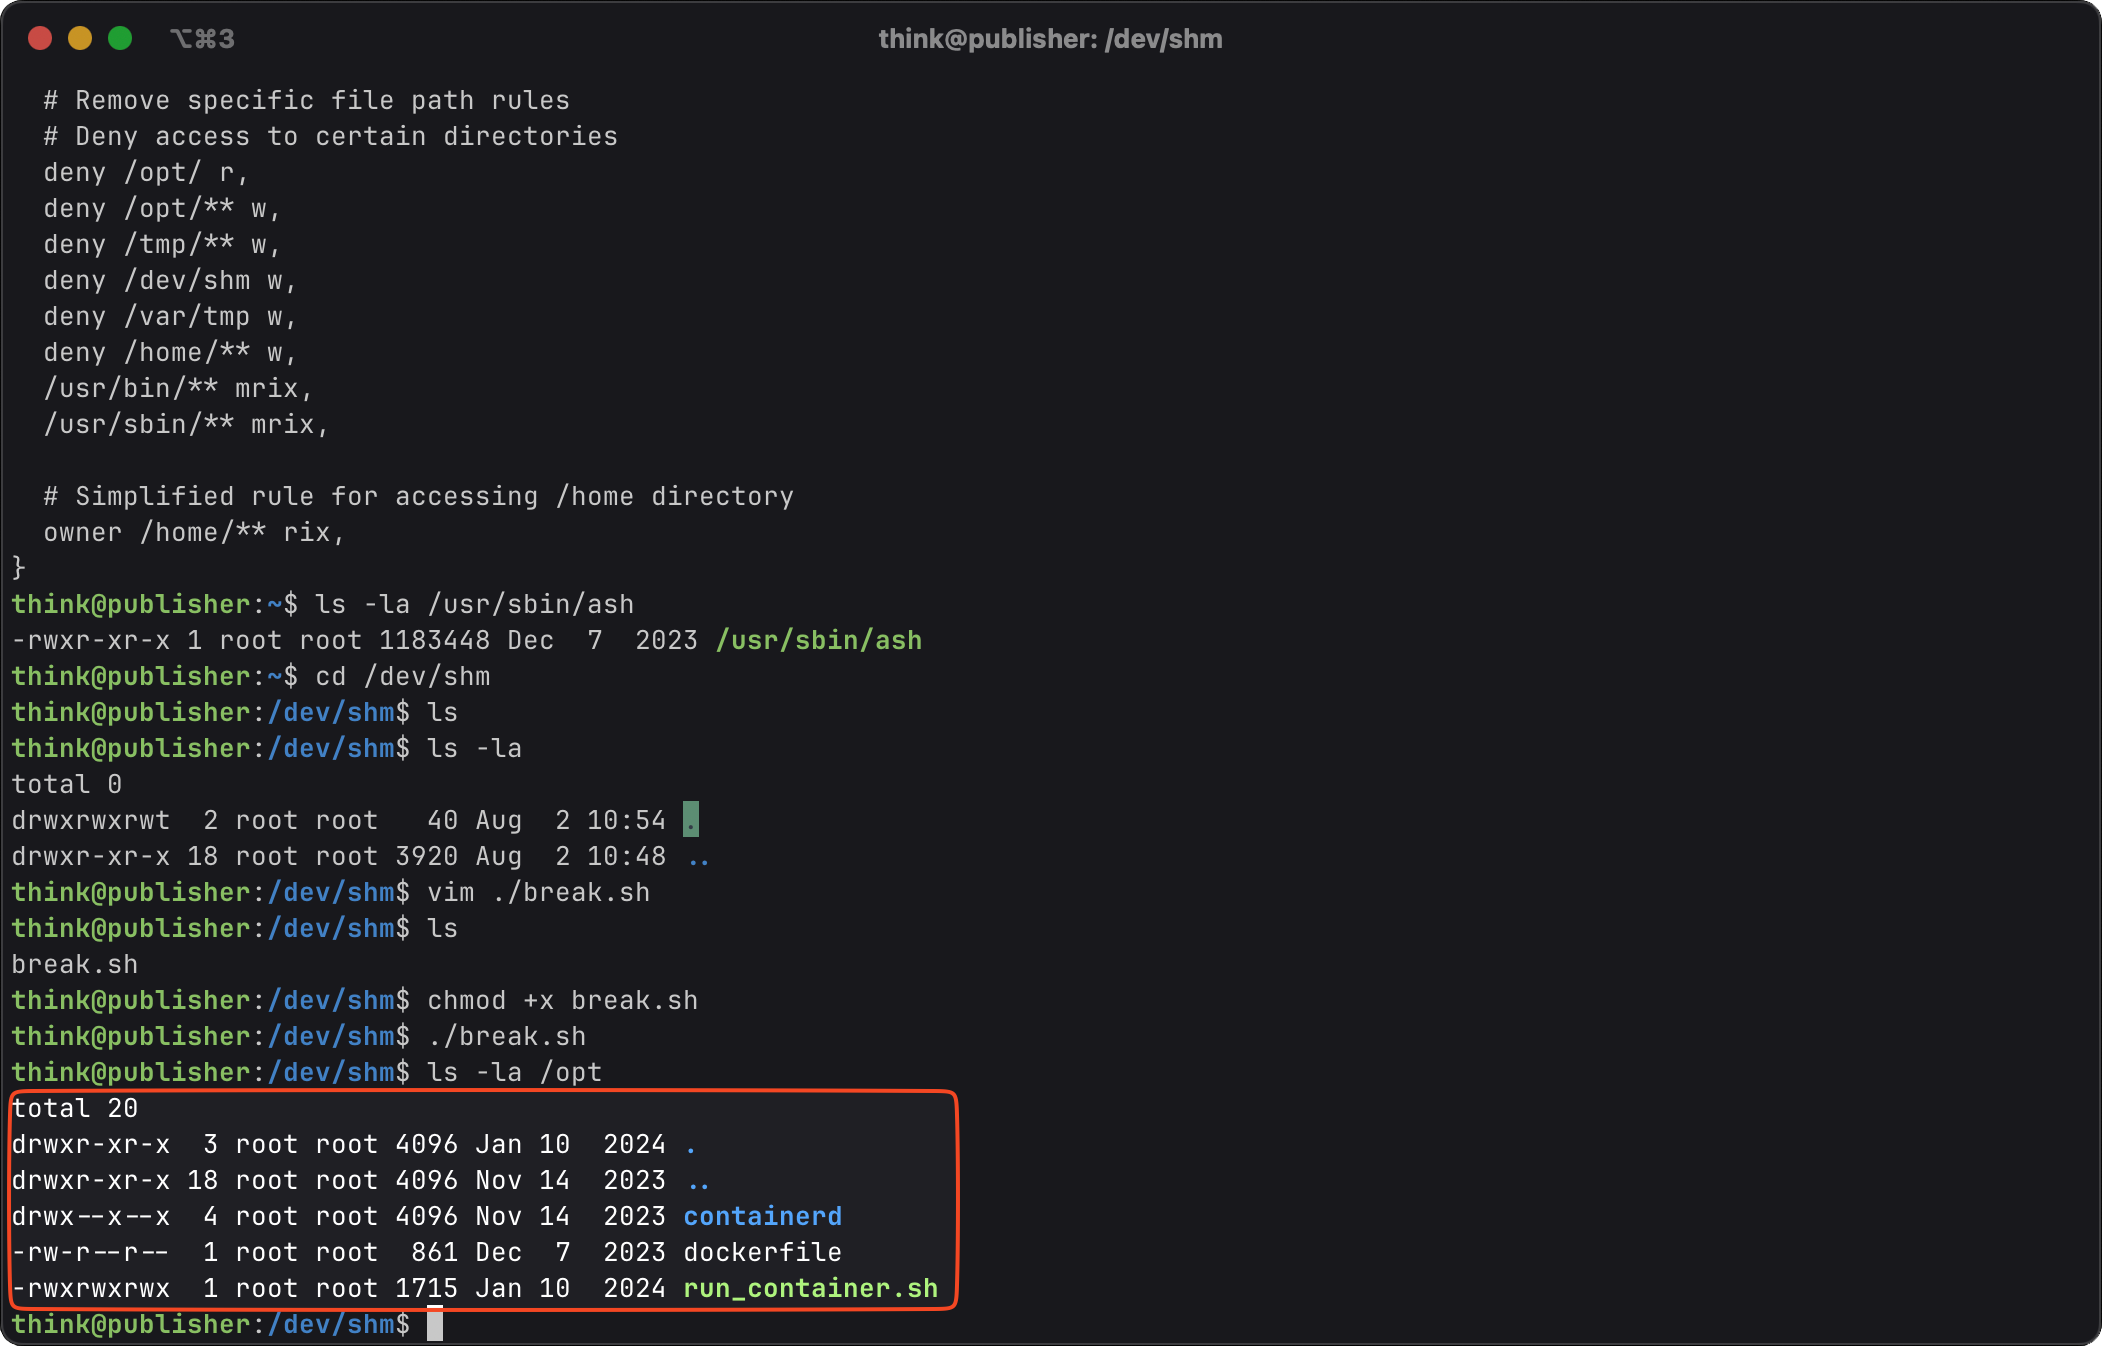 ⌥⌘3
think@publisher: /dev/shm
  # Remove specific file path rules
  # Deny access to certain directories
  deny /opt/ r,
  deny /opt/** w,
  deny /tmp/** w,
  deny /dev/shm w,
  deny /var/tmp w,
  deny /home/** w,
  /usr/bin/** mrix,
  /usr/sbin/** mrix,

  # Simplified rule for accessing /home directory
  owner /home/** rix,
}
think@publisher:~$ ls -la /usr/sbin/ash
-rwxr-xr-x 1 root root 1183448 Dec  7  2023 /usr/sbin/ash
think@publisher:~$ cd /dev/shm
think@publisher:/dev/shm$ ls
think@publisher:/dev/shm$ ls -la
total 0
drwxrwxrwt  2 root root   40 Aug  2 10:54 .
drwxr-xr-x 18 root root 3920 Aug  2 10:48 ..
think@publisher:/dev/shm$ vim ./break.sh
think@publisher:/dev/shm$ ls
break.sh
think@publisher:/dev/shm$ chmod +x break.sh
think@publisher:/dev/shm$ ./break.sh
think@publisher:/dev/shm$ ls -la /opt
total 20
drwxr-xr-x  3 root root 4096 Jan 10  2024 .
drwxr-xr-x 18 root root 4096 Nov 14  2023 ..
drwx--x--x  4 root root 4096 Nov 14  2023 containerd
-rw-r--r--  1 root root  861 Dec  7  2023 dockerfile
-rwxrwxrwx  1 root root 1715 Jan 10  2024 run_container.sh
think@publisher:/dev/shm$